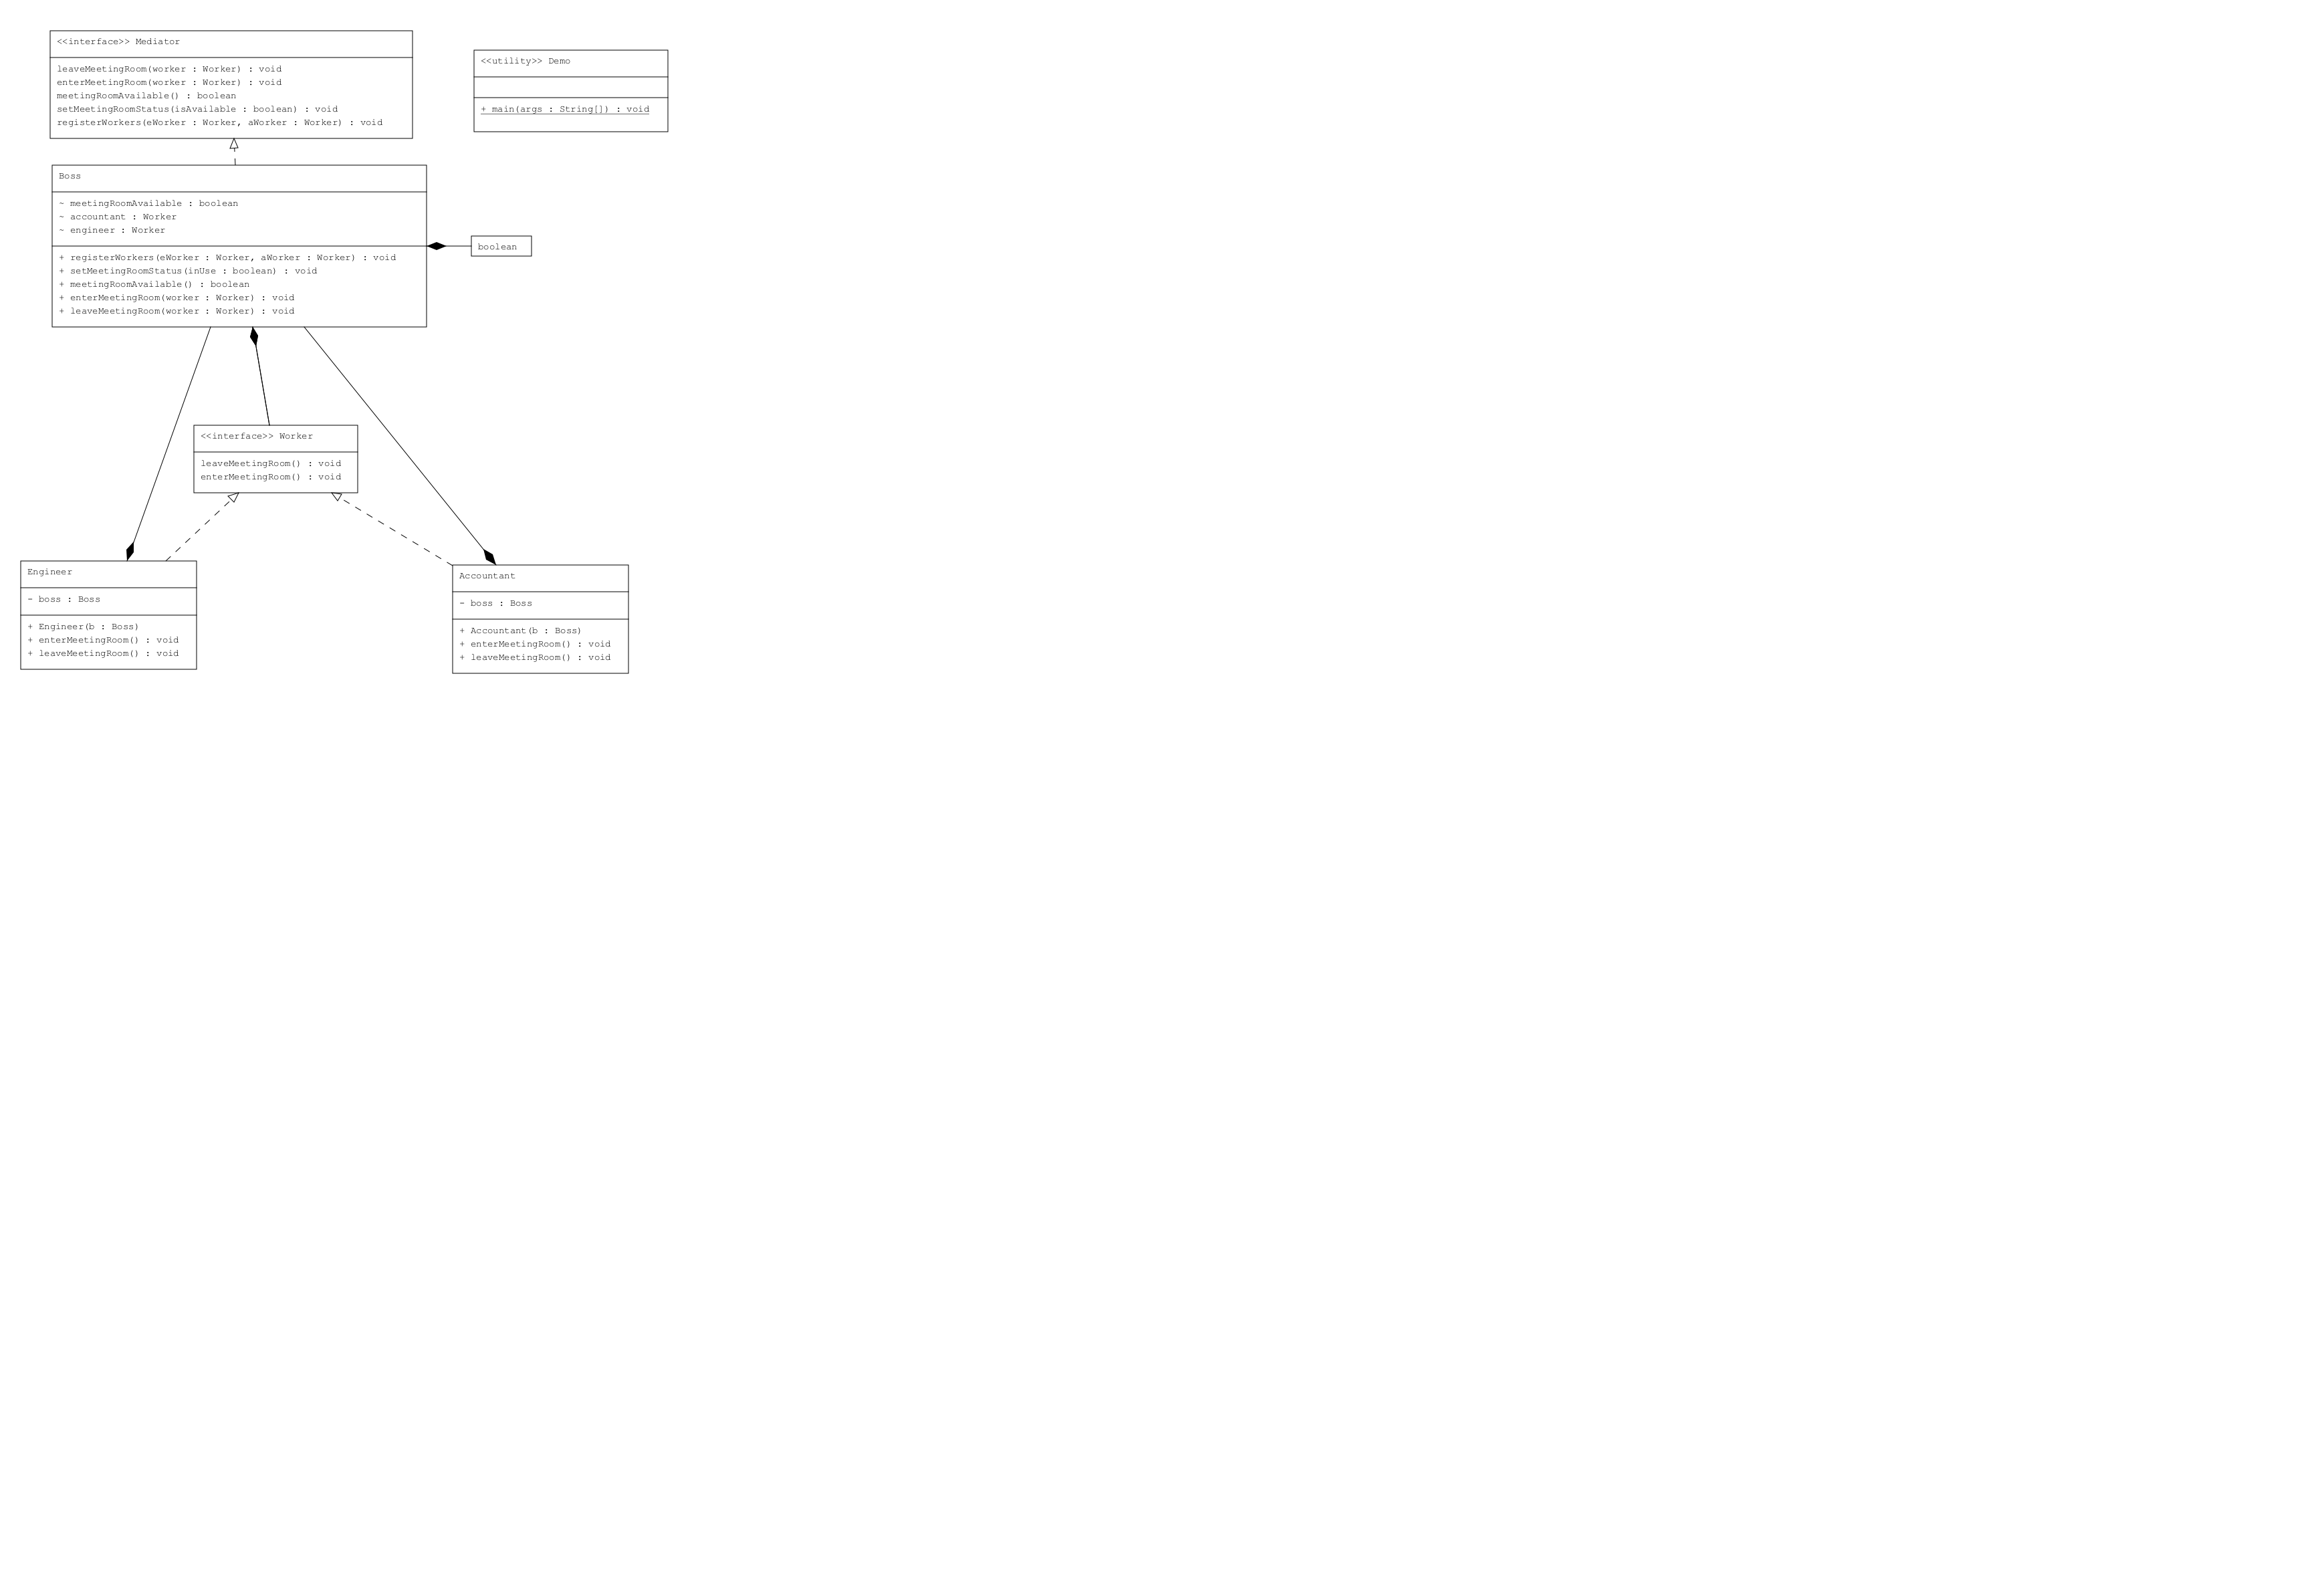 <<interface>> Mediator
leaveMeetingRoom(worker : Worker) : void
enterMeetingRoom(worker : Worker) : void
meetingRoomAvailable() : boolean
setMeetingRoomStatus(isAvailable : boolean) : void
registerWorkers(eWorker : Worker, aWorker : Worker) : void
<<utility>> Demo
+ main(args : String[]) : void
Boss
~ meetingRoomAvailable : boolean
~ accountant : Worker
~ engineer : Worker
+ registerWorkers(eWorker : Worker, aWorker : Worker) : void
+ setMeetingRoomStatus(inUse : boolean) : void
+ meetingRoomAvailable() : boolean
+ enterMeetingRoom(worker : Worker) : void
+ leaveMeetingRoom(worker : Worker) : void
boolean
<<interface>> Worker
leaveMeetingRoom() : void
enterMeetingRoom() : void
Engineer
- boss : Boss
+ Engineer(b : Boss)
+ enterMeetingRoom() : void
+ leaveMeetingRoom() : void
Accountant
- boss : Boss
+ Accountant(b : Boss)
+ enterMeetingRoom() : void
+ leaveMeetingRoom() : void